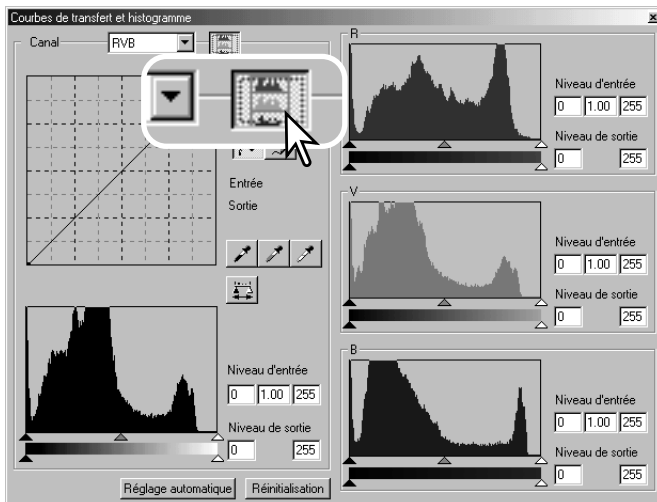 Courbes de transfert et histogramme
Canal RVB
Entrée
Sortie
Niveau d'entrée
0 1.00 255
Niveau de sortie
0 255
Réglage automatique Réinitialisation
R
Niveau d'entrée
0 1.00 255
Niveau de sortie
0 255
V
Niveau d'entrée
0 1.00 255
Niveau de sortie
0 255
B
Niveau d'entrée
0 1.00 255
Niveau de sortie
0 255